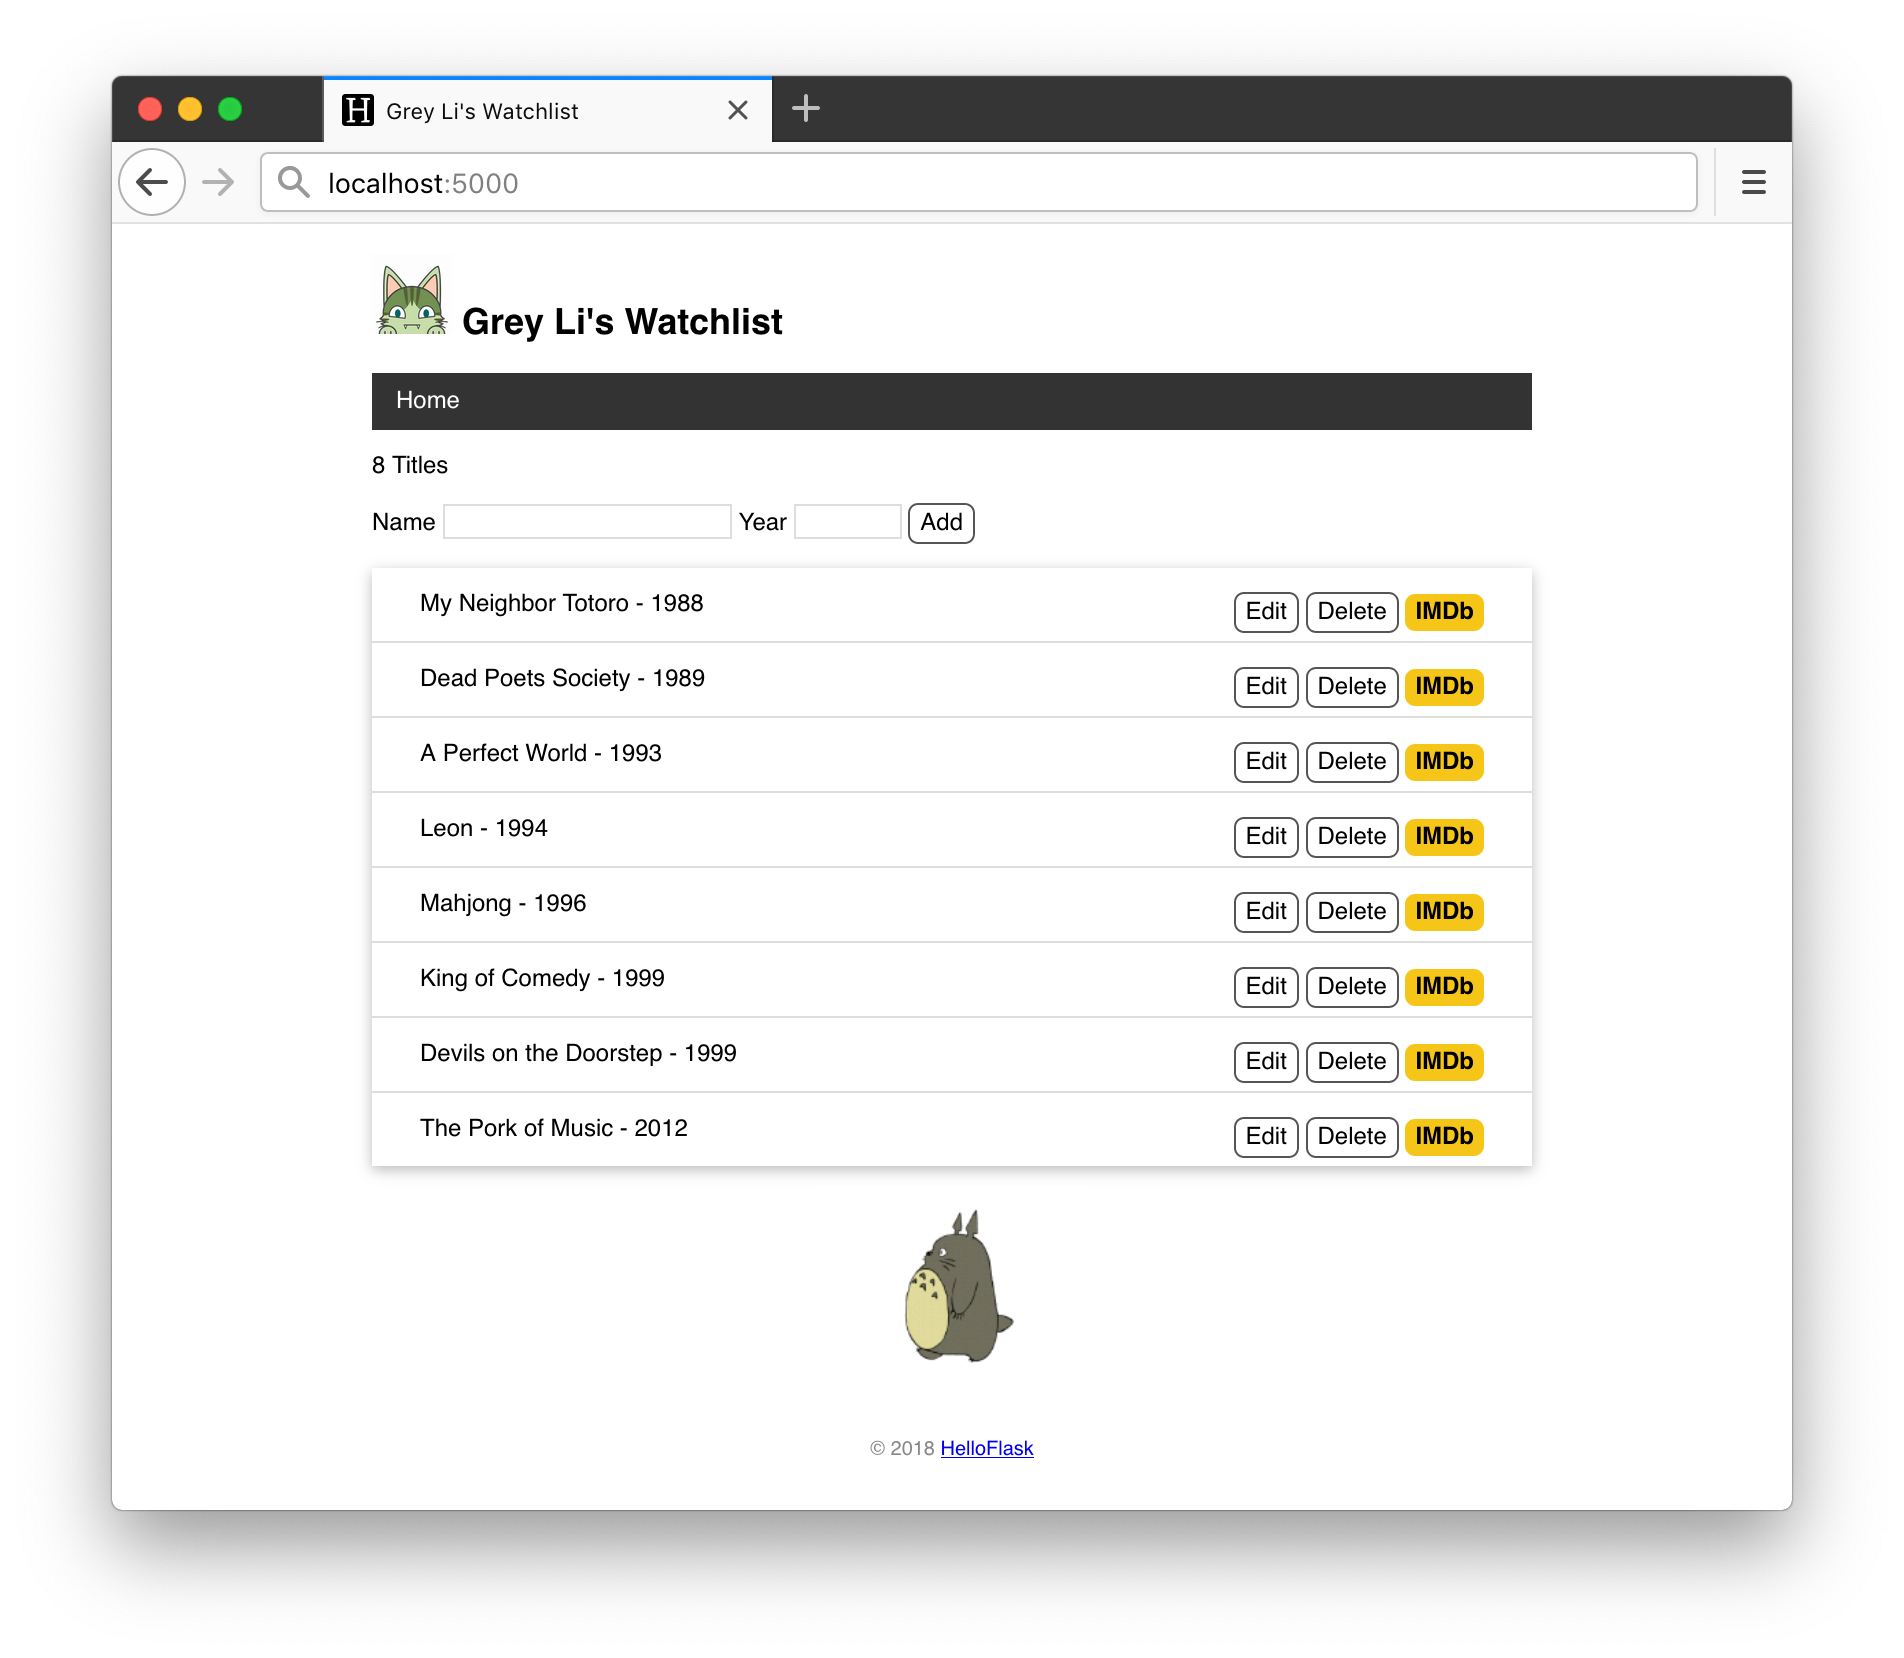 H Grey Li's Watchlist
localhost:5000
Grey Li's Watchlist
Home
8 Titles
Name Year Add
My Neighbor Totoro - 1988 Edit Delete IMDb
Dead Poets Society - 1989 Edit Delete IMDb
A Perfect World - 1993 Edit Delete IMDb
Leon - 1994 Edit Delete IMDb
Mahjong - 1996 Edit Delete IMDb
King of Comedy - 1999 Edit Delete IMDb
Devils on the Doorstep - 1999 Edit Delete IMDb
The Pork of Music - 2012 Edit Delete IMDb
© 2018 HelloFlask